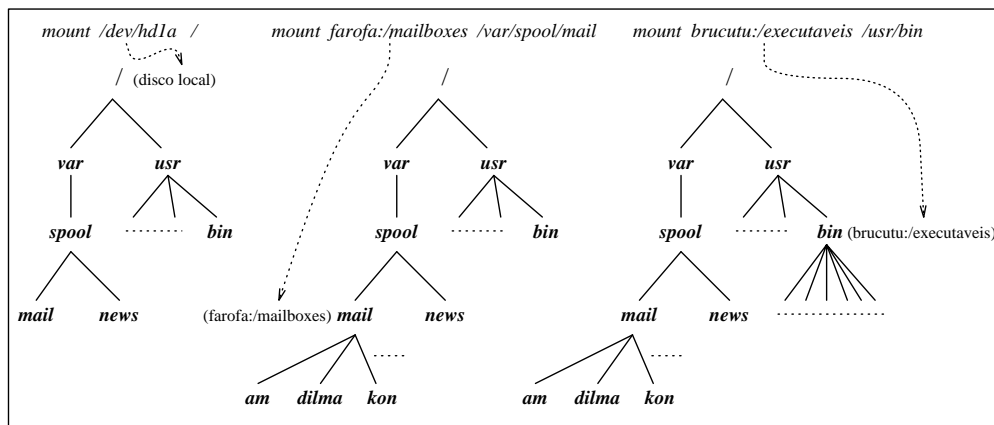 mount /dev/hd1a /
mount farofa:/mailboxes /var/spool/mail
mount brucutu:/executaveis /usr/bin
/ (disco local)
/
/
var usr
var usr
var usr
spool bin
spool bin
spool bin (brucutu:/executaveis)
mail news
(farofa:/mailboxes) mail news
mail news
am dilma kon
am dilma kon